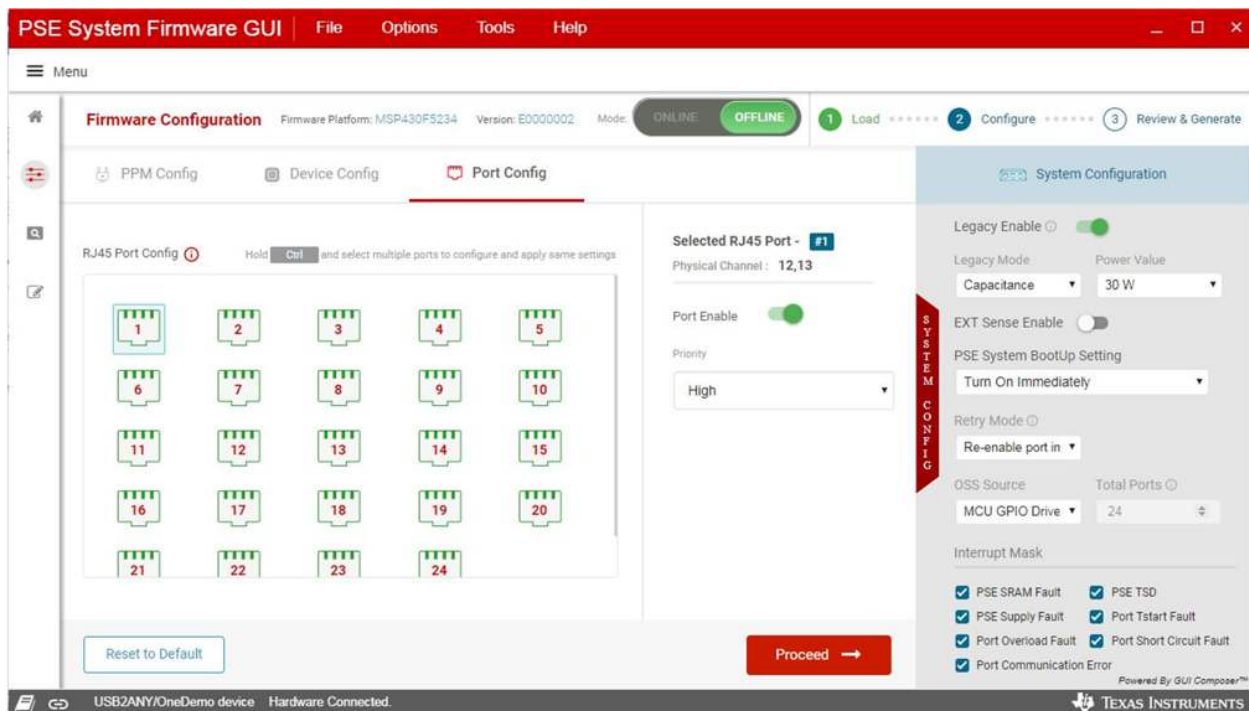 PSE System Firmware GUI File Options Tools Help
Menu
Firmware Configuration Firmware Platform: MSP430F5234 Version: E0000002 Mode: ONLINE OFFLINE 1 Load 2 Configure 3 Review & Generate
PPM Config Device Config Port Config
RJ45 Port Config Hold Ctrl and select multiple ports to configure and apply same settings
1 2 3 4 5
6 7 8 9 10
11 12 13 14 15
16 17 18 19 20
21 22 23 24
Reset to Default
Selected RJ45 Port - #1
Physical Channel : 12,13
Port Enable
Priority
High
Proceed
SYSTEM CONFIG
System Configuration
Legacy Enable
Legacy Mode Power Value
Capacitance 30 W
EXT Sense Enable
PSE System BootUp Setting
Turn On Immediately
Retry Mode
Re-enable port in
OSS Source Total Ports
MCU GPIO Drive 24
Interrupt Mask
PSE SRAM Fault PSE TSD
PSE Supply Fault Port Tstart Fault
Port Overload Fault Port Short Circuit Fault
Port Communication Error
Powered By GUI Composer™
USB2ANY/OneDemo device Hardware Connected.
TEXAS INSTRUMENTS